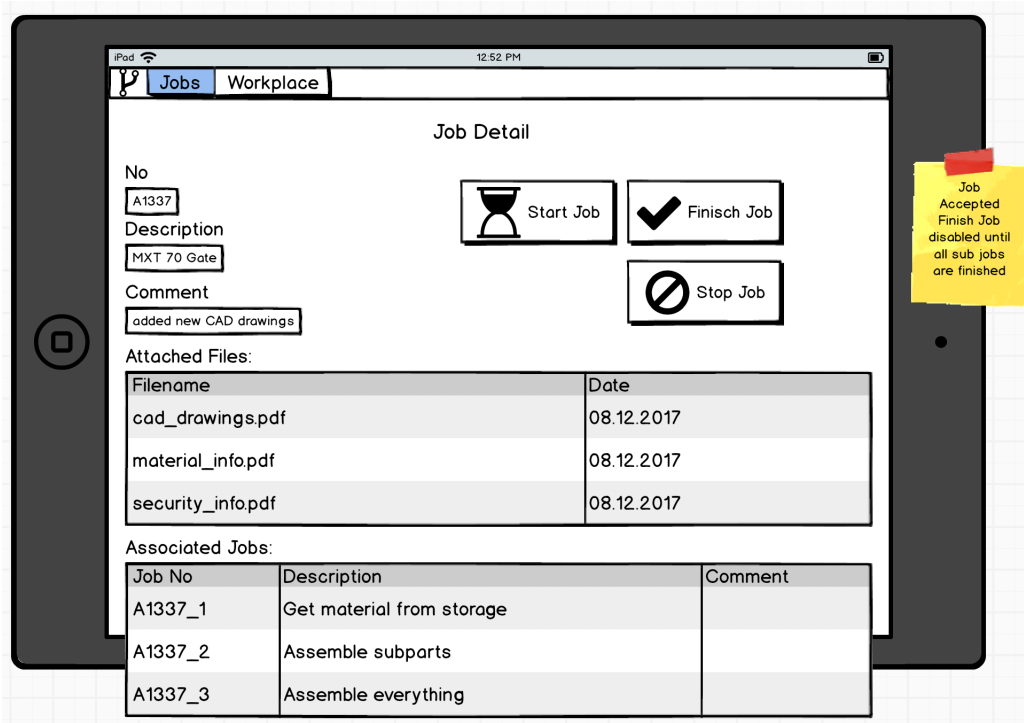 iPad 12:52 PM
Jobs Workplace
Job Detail
No
A1337
Description
MXT 70 Gate
Comment
added new CAD drawings
Start Job
Finisch Job
Stop Job
Attached Files:
Filename Date
cad_drawings.pdf 08.12.2017
material_info.pdf 08.12.2017
security_info.pdf 08.12.2017
Associated Jobs:
Job No Description Comment
A1337_1 Get material from storage
A1337_2 Assemble subparts
A1337_3 Assemble everything
Job
Accepted
Finish Job
disabled until
all sub jobs
are finished